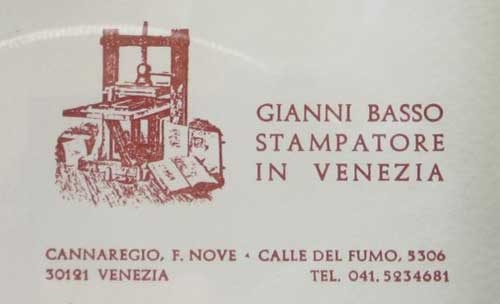 GIANNI BASSO
STAMPATORE
IN VENEZIA
CANNAREGIO, F. NOVE • CALLE DEL FUMO, 5306
30121 VENEZIA TEL. 041.5234681